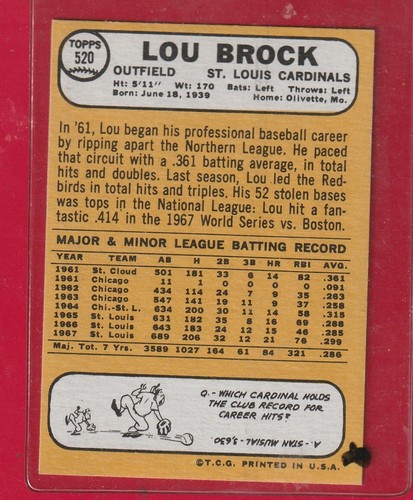 TOPPS
520
LOU BROCK
OUTFIELD ST. LOUIS CARDINALS
Ht: 5'11" Wt: 170 Bats: Left Throws: Left
Born: June 18, 1939 Home: Olivette, Mo.
In '61, Lou began his professional baseball career
by ripping apart the Northern League. He paced
that circuit with a .361 batting average, in total
hits and doubles. Last season, Lou led the Red-
birds in total hits and triples. His 52 stolen bases
was tops in the National League: Lou hit a fan-
tastic .414 in the 1967 World Series vs. Boston.
MAJOR & MINOR LEAGUE BATTING RECORD
YEAR TEAM AB H 2B 3B HR RBI AVG.
1961 St. Cloud 501 181 33 6 14 82 .361
1961 Chicago 11 1 0 0 0 0 .091
1962 Chicago 434 114 24 7 9 35 .263
1963 Chicago 547 141 19 11 9 37 .258
1964 Chi.-St. L. 634 200 30 11 14 58 .315
1965 St. Louis 631 182 35 8 16 69 .288
1966 St. Louis 643 183 24 12 15 46 .285
1967 St. Louis 689 206 32 12 21 76 .299
Maj. Tot. 7 Yrs. 3589 1027 164 61 84 321 .286
Q.-WHICH CARDINAL HOLDS
THE CLUB RECORD FOR
CAREER HITS?
A.-STAN MUSIAL-3,630.
©T.C.G. PRINTED IN U.S.A.